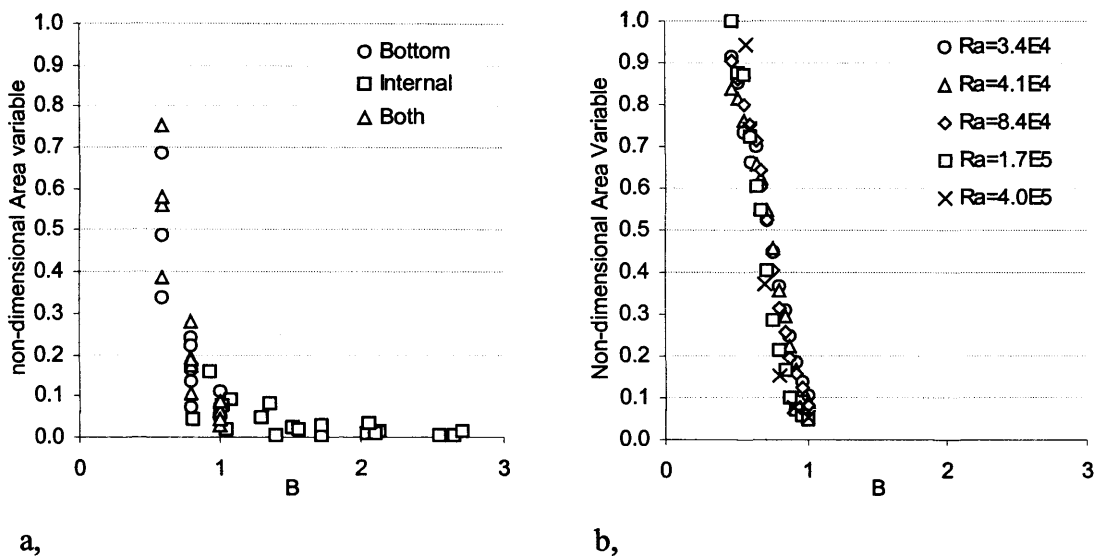 non-dimensional Area variable
1.0
0.9
0.8
0.7
0.6
0.5
0.4
0.3
0.2
0.1
0.0
0
1
2
3
B
Bottom
Internal
Both
a,
Non-dimensional Area Variable
1.0
0.9
0.8
0.7
0.6
0.5
0.4
0.3
0.2
0.1
0.0
0
1
2
3
B
Ra=3.4E4
Ra=4.1E4
Ra=8.4E4
Ra=1.7E5
Ra=4.0E5
b,